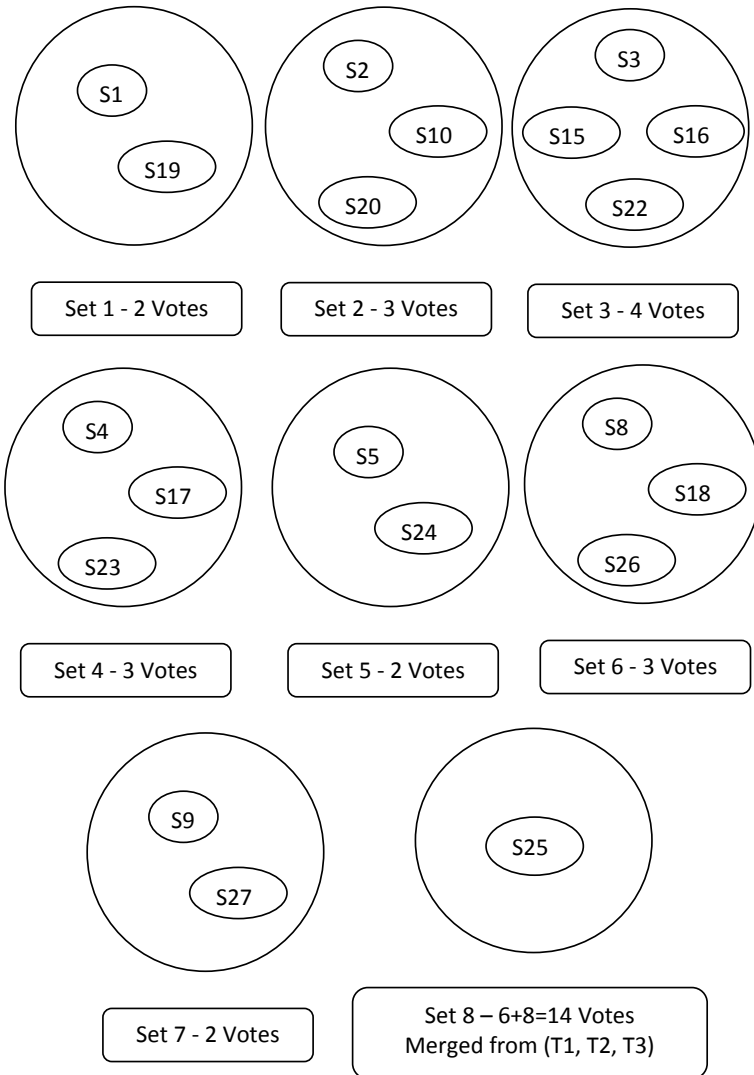 S1
S19
S2
S10
S20
S3
S15
S16
S22
Set 1 - 2 Votes
Set 2 - 3 Votes
Set 3 - 4 Votes
S4
S17
S23
S5
S24
S8
S18
S26
Set 4 - 3 Votes
Set 5 - 2 Votes
Set 6 - 3 Votes
S9
S27
S25
Set 7 - 2 Votes
Set 8 – 6+8=14 Votes
Merged from (T1, T2, T3)